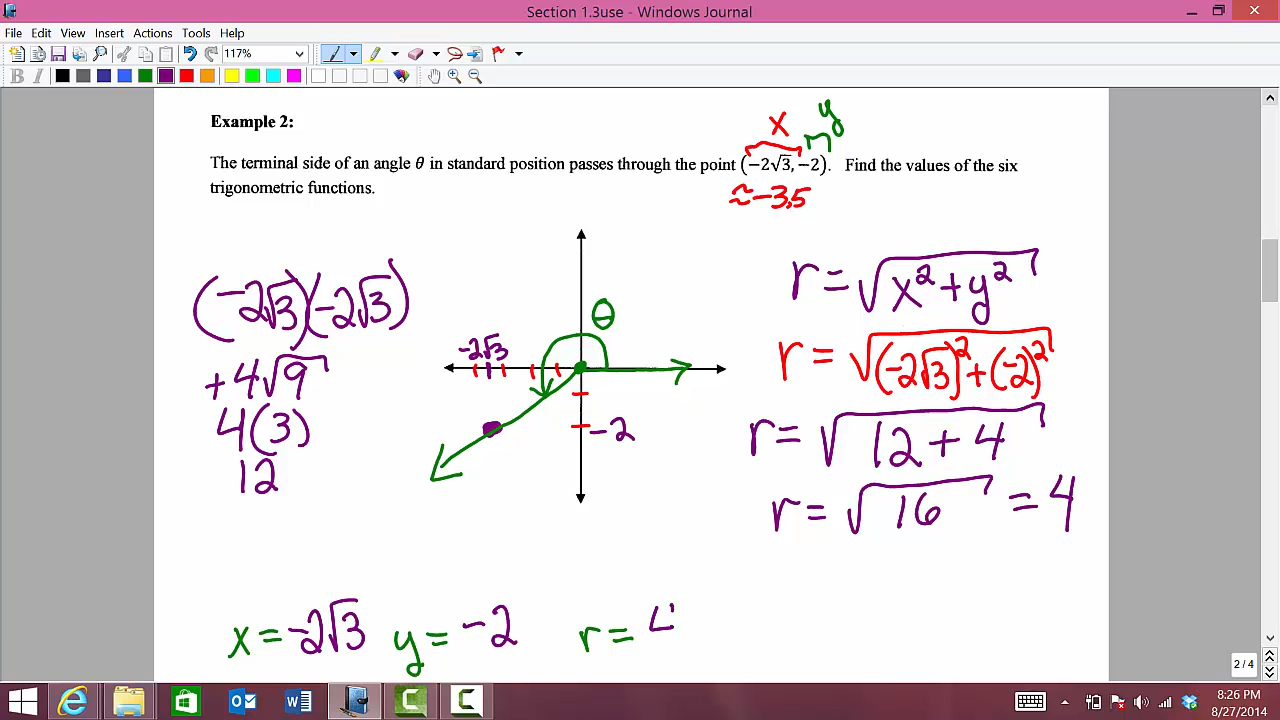 Section 1.3use - Windows Journal
File Edit View Insert Actions Tools Help
117%
B I
Example 2:
x y
The terminal side of an angle θ in standard position passes through the point (−2√3, −2). Find the values of the six
trigonometric functions.
≈ -3,5
(-2√3)(-2√3)
+4√9
4(3)
12
θ
-2√3
-2
r = √x² + y²
r = √(-2√3)² + (-2)²
r = √12 + 4
r = √16 = 4
x = -2√3 y = -2 r =
2 / 4
8:26 PM
8/27/2014